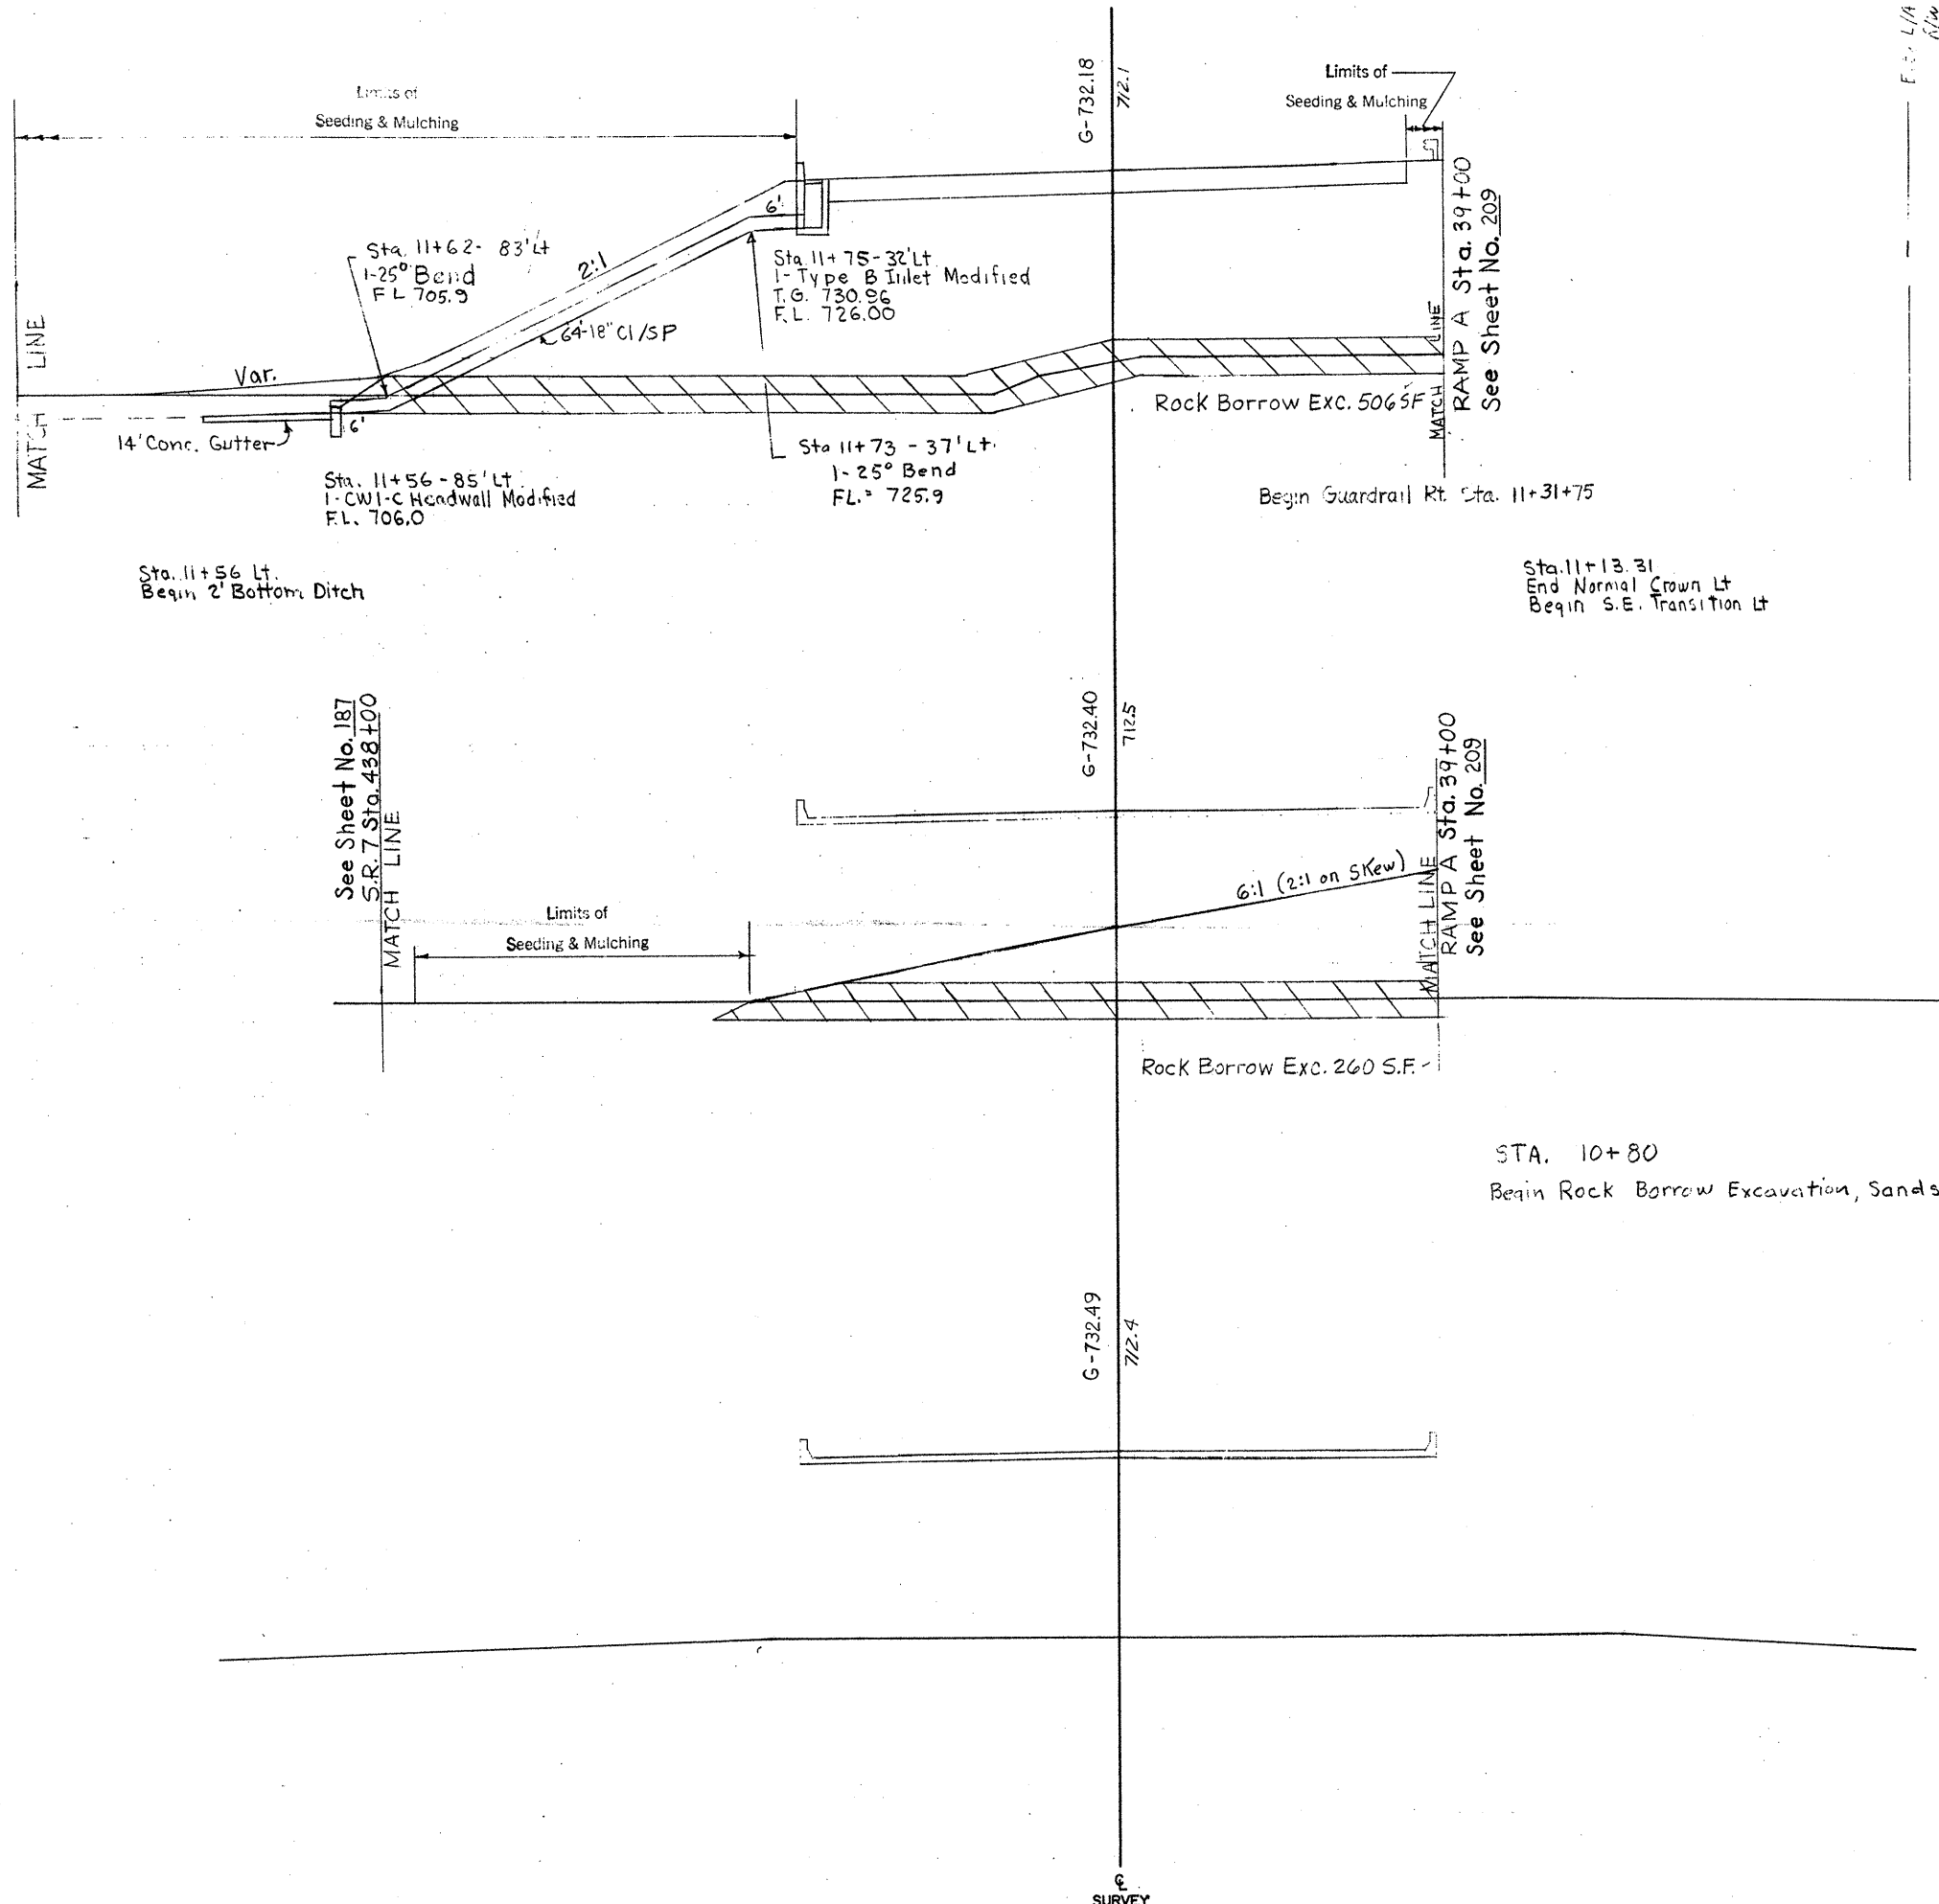 Limits of
Seeding & Mulching
G-732.18
712.1
Limits of
Seeding & Mulching
L/A
R/W
MATCH LINE
Sta. 11+62- 83' Lt
1-25° Bend
FL 705.9
2:1
6'
Sta. 11+75-32' Lt.
1-Type B Inlet Modified
T.G. 730.96
F.L. 726.00
64'-18" CI/SP
Var.
14' Conc. Gutter
6'
Sta. 11+56-85' Lt.
1-CW1-C Headwall Modified
F.L. 706.0
Sta 11+73 - 37' Lt.
1-25° Bend
FL.= 725.9
Rock Borrow Exc. 506 SF
MATCH LINE
RAMP A Sta. 39+00
See Sheet No. 209
Begin Guardrail Rt. Sta. 11+31+75
Sta. 11+56 Lt.
Begin 2' Bottom Ditch
Sta. 11+13.31
End Normal Crown Lt
Begin S.E. Transition Lt
See Sheet No. 187
S.R. 7 Sta. 438+00
MATCH LINE
G-732.40
712.5
Limits of
Seeding & Mulching
6:1 (2:1 on Skew)
MATCH LINE
RAMP A Sta. 39+00
See Sheet No. 209
Rock Borrow Exc. 260 S.F.
STA. 10+80
Begin Rock Borrow Excavation, Sands
G-732.49
712.4
℄
SURVEY